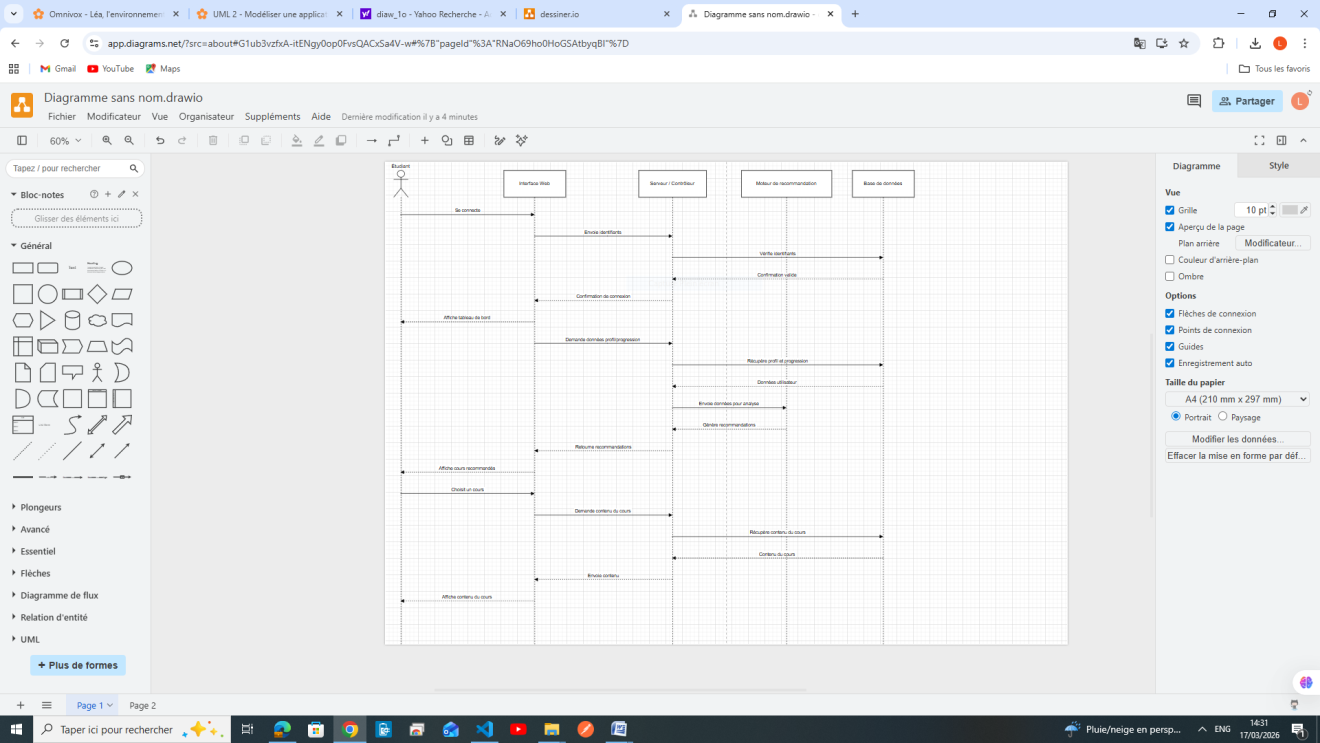 Omnivox - Léa, l'environnemen
UML 2 - Modéliser une applicat
diaw_1o - Yahoo Recherche - A
dessiner.io
Diagramme sans nom.drawio -
app.diagrams.net/?src=about#G1ub3vzfxA-itENgy0op0FvsQACxSa4V-w#%7B"pageId"%3A"RNaO69ho0HoGSAtbyqBI"%7D
L
Gmail
YouTube
Maps
Tous les favoris
Diagramme sans nom.drawio
Partager
L
Fichier
Modificateur
Vue
Organisateur
Suppléments
Aide
Dernière modification il y a 4 minutes
60%
Tapez / pour rechercher
Bloc-notes
Glisser des éléments ici
Général
Text
Heading
Plongeurs
Avancé
Essentiel
Flèches
Diagramme de flux
Relation d'entité
UML
+ Plus de formes
Etudiant
Interface Web
Serveur / Contrôleur
Moteur de recommandation
Base de données
Se connecte
Envoie identifiants
Vérifie identifiants
Confirmation valide
Confirmation de connexion
Affiche tableau de bord
Demande données profil/progression
Récupère profil et progression
Données utilisateur
Envoie données pour analyse
Génère recommandations
Retourne recommandations
Affiche cours recommandés
Choisit un cours
Demande contenu du cours
Récupère contenu du cours
Contenu du cours
Envoie contenu
Affiche contenu du cours
Diagramme
Style
Vue
Grille
10 pt
Aperçu de la page
Plan arrière
Modificateur...
Couleur d'arrière-plan
Ombre
Options
Flèches de connexion
Points de connexion
Guides
Enregistrement auto
Taille du papier
A4 (210 mm x 297 mm)
Portrait
Paysage
Modifier les données...
Effacer la mise en forme par déf...
Page 1
Page 2
Taper ici pour rechercher
Pluie/neige en persp...
ENG
14:31
17/03/2026
1